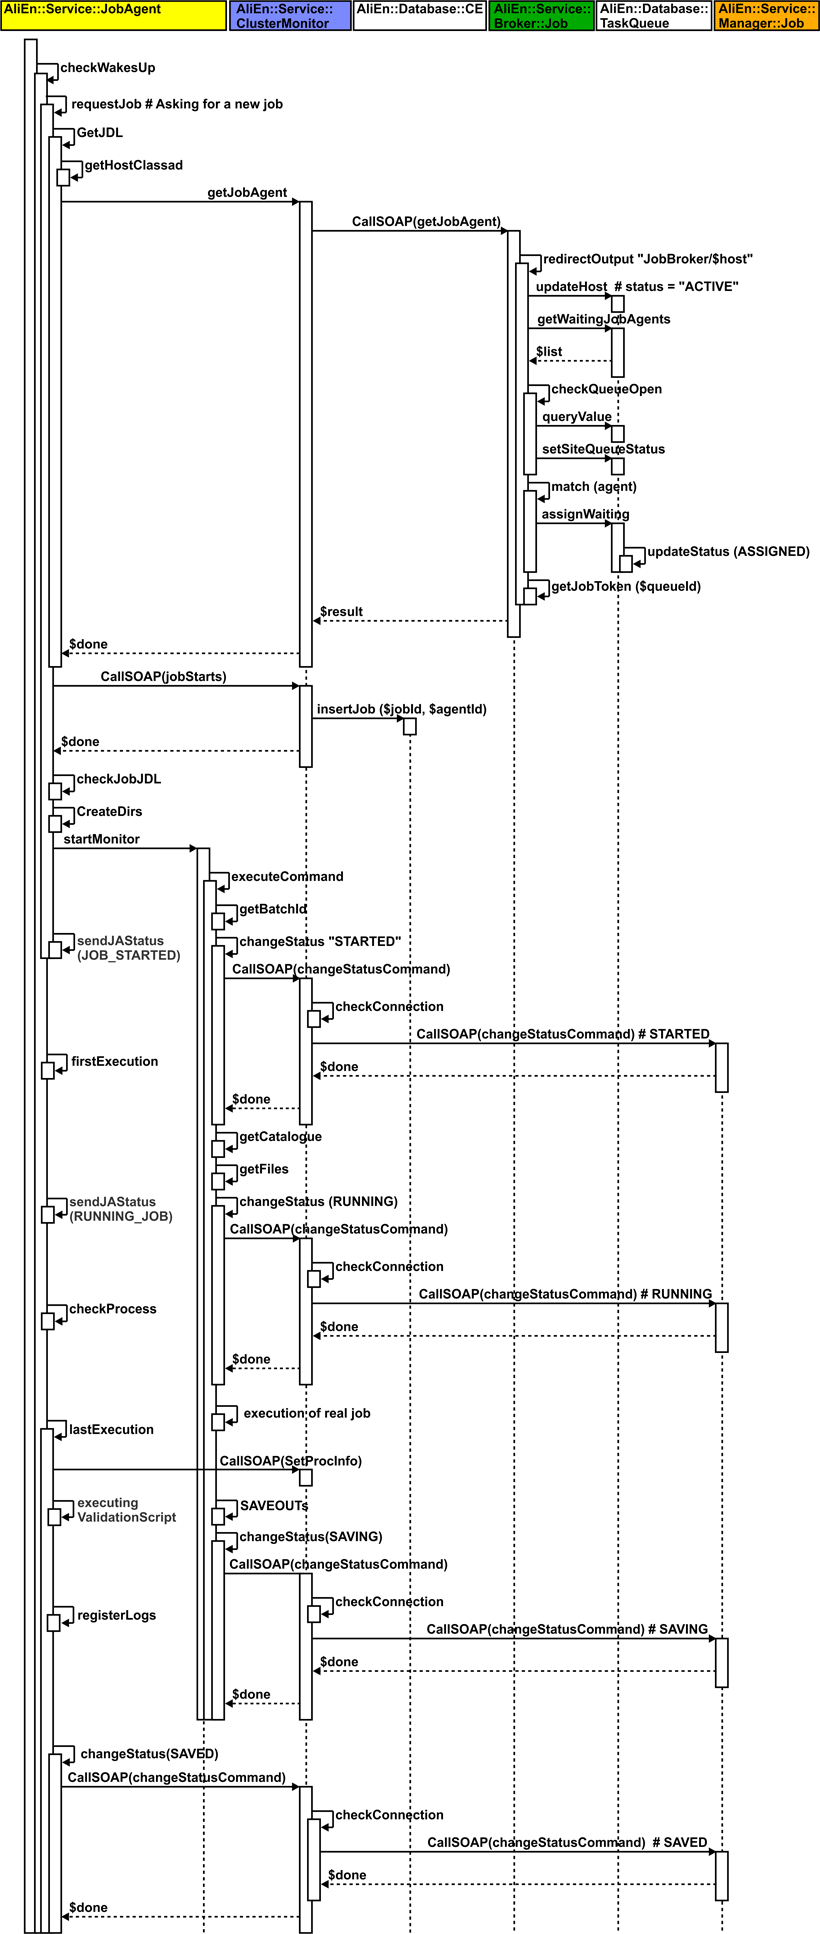 AliEn::Service::JobAgent
AliEn::Service::
ClusterMonitor
AliEn::Database::CE
AliEn::Service:
Broker::Job
AliEn::Database::
TaskQueue
AliEn::Service::
Manager::Job
checkWakesUp
requestJob # Asking for a new job
GetJDL
getHostClassad
getJobAgent
CallSOAP(getJobAgent)
redirectOutput "JobBroker/$host"
updateHost # status = "ACTIVE"
getWaitingJobAgents
$list
checkQueueOpen
queryValue
setSiteQueueStatus
match (agent)
assignWaiting
updateStatus (ASSIGNED)
getJobToken ($queueId)
$result
$done
CallSOAP(jobStarts)
insertJob ($jobId, $agentId)
$done
checkJobJDL
CreateDirs
startMonitor
executeCommand
getBatchId
sendJAStatus
(JOB_STARTED)
changeStatus "STARTED"
CallSOAP(changeStatusCommand)
checkConnection
CallSOAP(changeStatusCommand) # STARTED
firstExecution
$done
$done
getCatalogue
getFiles
sendJAStatus
(RUNNING_JOB)
changeStatus (RUNNING)
CallSOAP(changeStatusCommand)
checkConnection
CallSOAP(changeStatusCommand) # RUNNING
checkProcess
$done
$done
execution of real job
lastExecution
CallSOAP(SetProcInfo)
executing
ValidationScript
SAVEOUTs
changeStatus(SAVING)
CallSOAP(changeStatusCommand)
checkConnection
registerLogs
CallSOAP(changeStatusCommand) # SAVING
$done
$done
changeStatus(SAVED)
CallSOAP(changeStatusCommand)
checkConnection
CallSOAP(changeStatusCommand) # SAVED
$done
$done